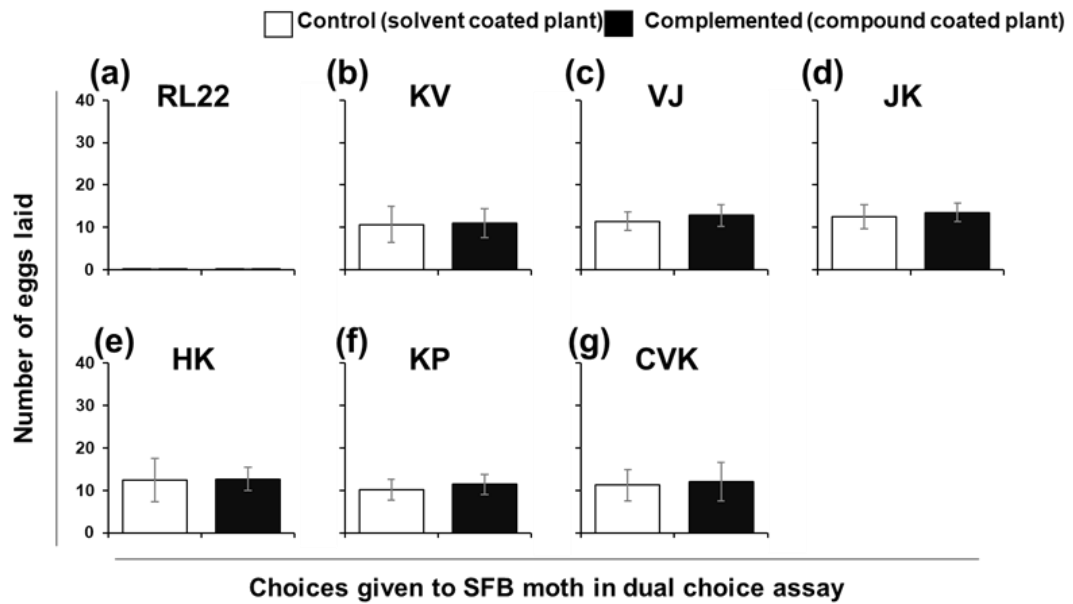 Control (solvent coated plant) Complemented (compound coated plant)
(a) RL22
(b) KV
(c) VJ
(d) JK
40
30
20
10
0
(e) HK
(f) KP
(g) CVK
40
30
20
10
0
Number of eggs laid
Choices given to SFB moth in dual choice assay